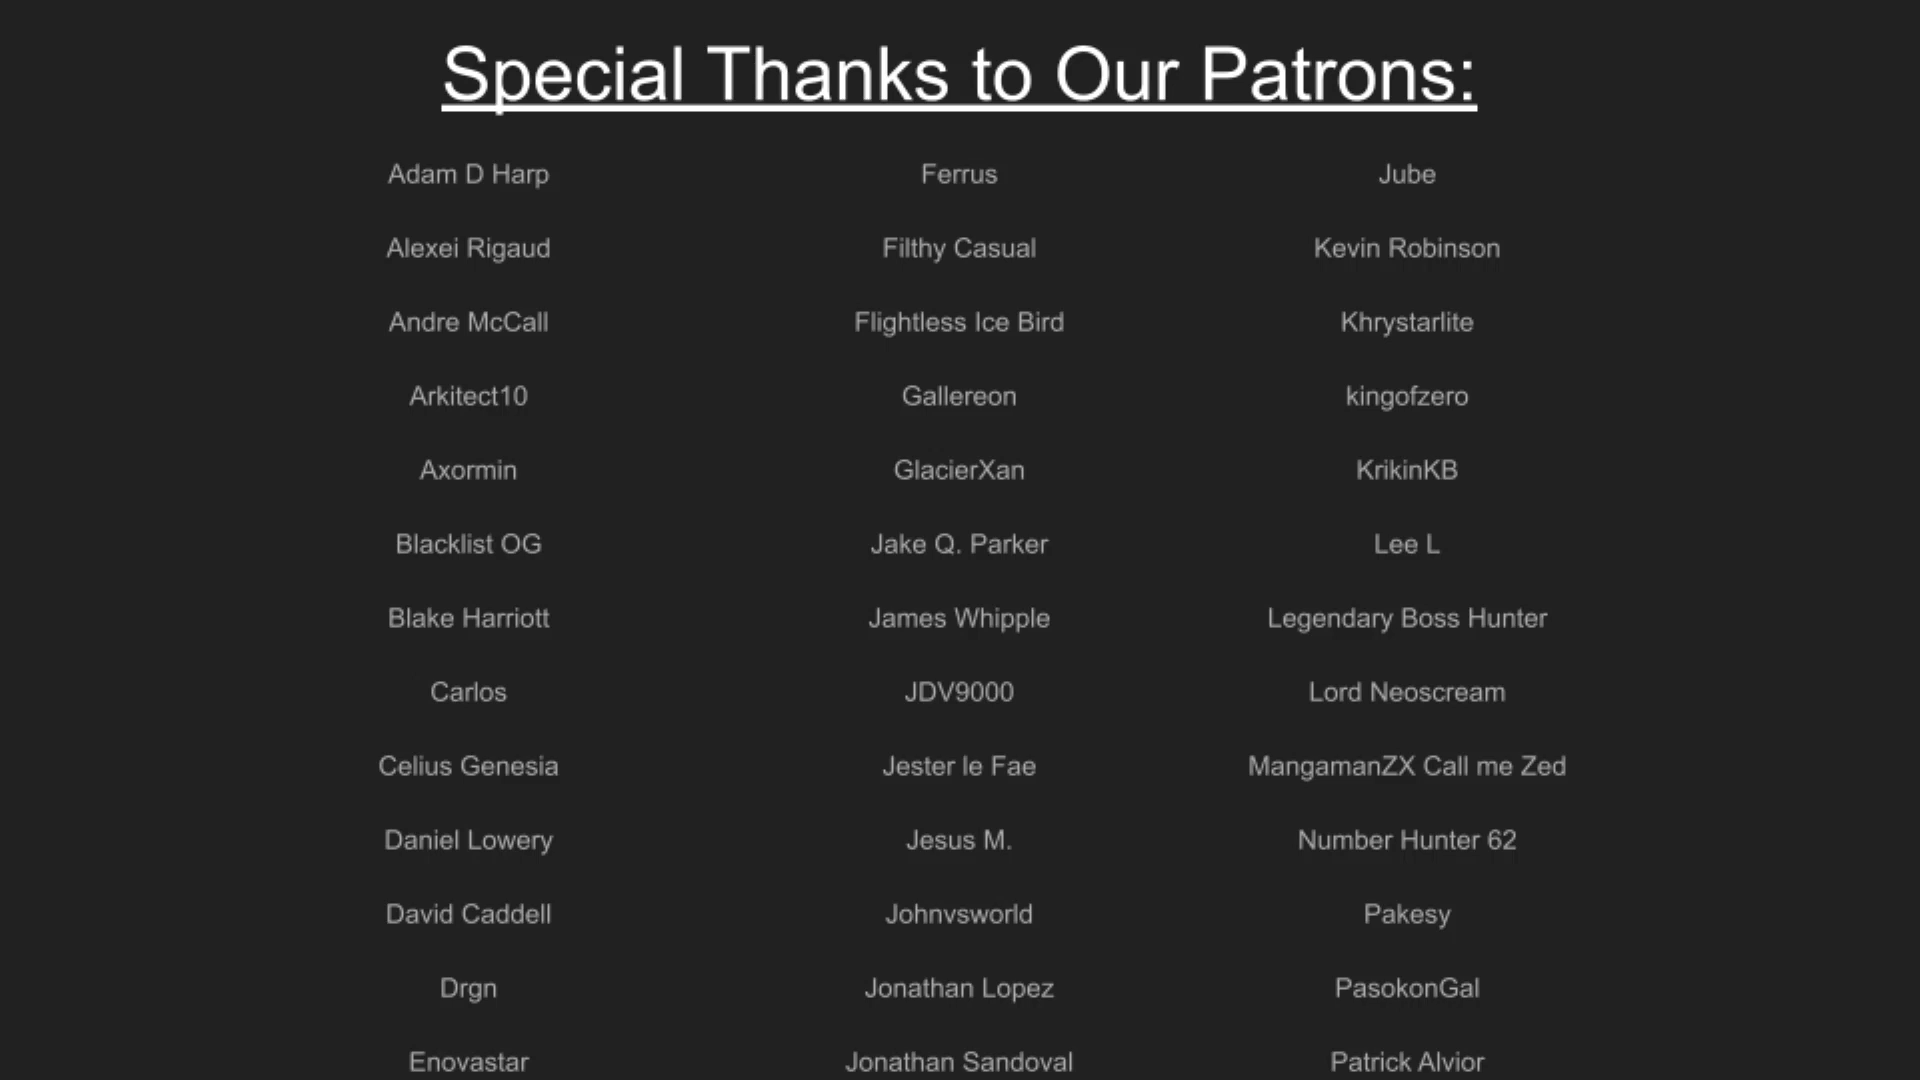 Special Thanks to Our Patrons:
Adam D Harp
Alexei Rigaud
Andre McCall
Arkitect10
Axormin
Blacklist OG
Blake Harriott
Carlos
Celius Genesia
Daniel Lowery
David Caddell
Drgn
Enovastar
Ferrus
Filthy Casual
Flightless Ice Bird
Gallereon
GlacierXan
Jake Q. Parker
James Whipple
JDV9000
Jester le Fae
Jesus M.
Johnvsworld
Jonathan Lopez
Jonathan Sandoval
Jube
Kevin Robinson
Khrystarlite
kingofzero
KrikinKB
Lee L
Legendary Boss Hunter
Lord Neoscream
MangamanZX Call me Zed
Number Hunter 62
Pakesy
PasokonGal
Patrick Alvior